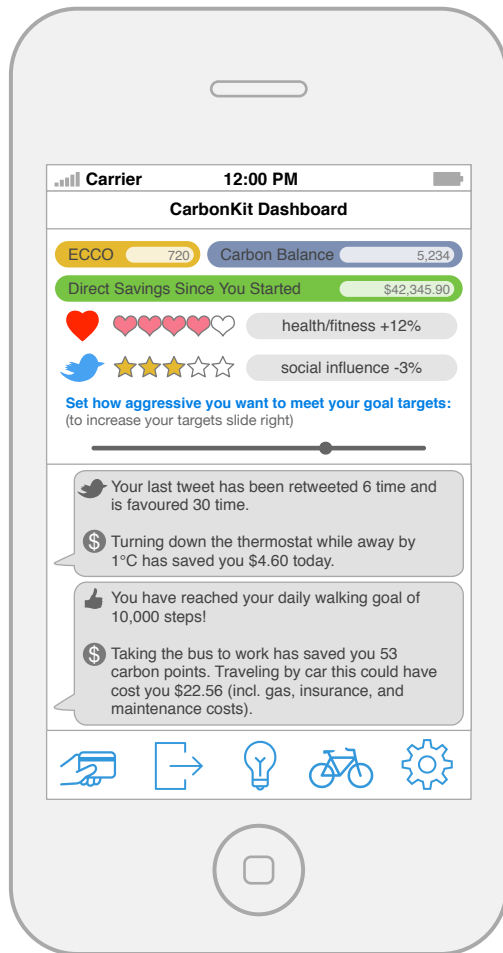 Carrier 12:00 PM
CarbonKit Dashboard
ECCO 720 Carbon Balance 5,234
Direct Savings Since You Started $42,345.90
health/fitness +12%
social influence -3%
Set how aggressive you want to meet your goal targets:
(to increase your targets slide right)
Your last tweet has been retweeted 6 time and
is favoured 30 time.
$ Turning down the thermostat while away by
1°C has saved you $4.60 today.
You have reached your daily walking goal of
10,000 steps!
$ Taking the bus to work has saved you 53
carbon points. Traveling by car this could have
cost you $22.56 (incl. gas, insurance, and
maintenance costs).